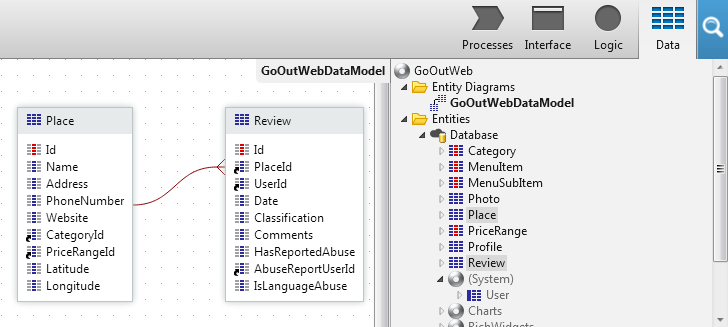 Processes
Interface
Logic
Data
GoOutWebDataModel
Place
Id
Name
Address
PhoneNumber
Website
CategoryId
PriceRangeId
Latitude
Longitude
Review
Id
PlaceId
UserId
Date
Classification
Comments
HasReportedAbuse
AbuseReportUserId
IsLanguageAbuse
GoOutWeb
Entity Diagrams
GoOutWebDataModel
Entities
Database
Category
MenuItem
MenuSubItem
Photo
Place
PriceRange
Profile
Review
(System)
User
Charts
RichWidgets